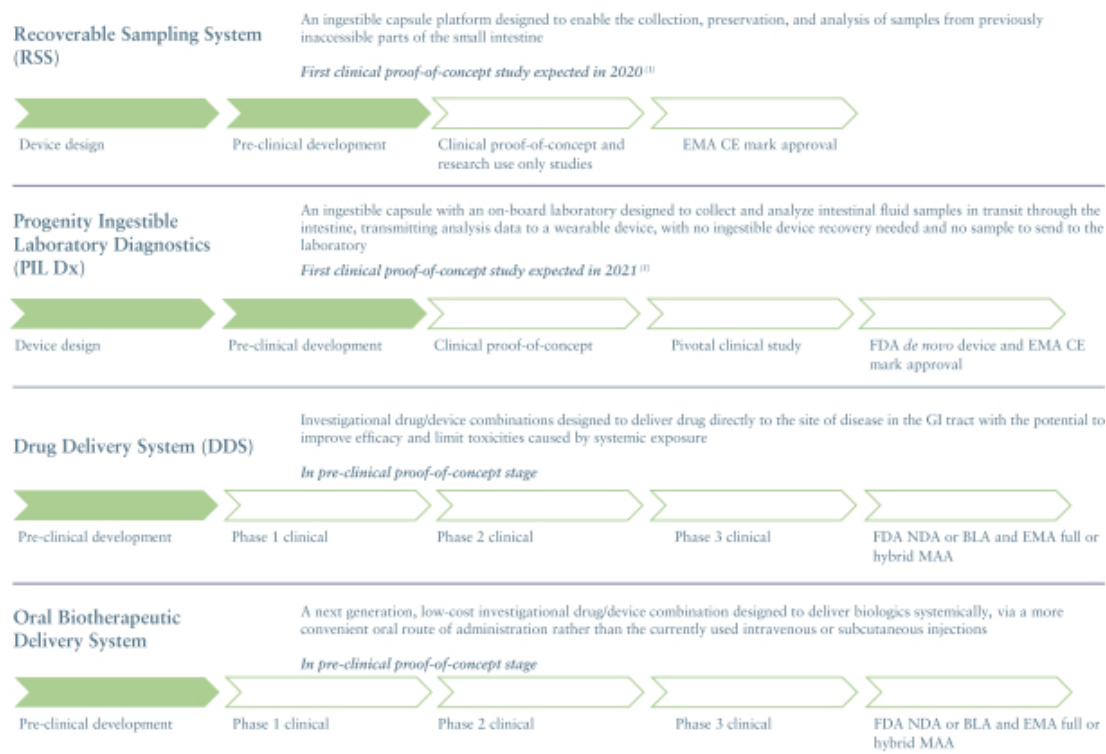 Recoverable Sampling System
(RSS)
An ingestible capsule platform designed to enable the collection, preservation, and analysis of samples from previously
inaccessible parts of the small intestine
First clinical proof-of-concept study expected in 2020(1)
Device design
Pre-clinical development
Clinical proof-of-concept and
research use only studies
EMA CE mark approval
Progenity Ingestible
Laboratory Diagnostics
(PIL Dx)
An ingestible capsule with an on-board laboratory designed to collect and analyze intestinal fluid samples in transit through the
intestine, transmitting analysis data to a wearable device, with no ingestible device recovery needed and no sample to send to the
laboratory
First clinical proof-of-concept study expected in 2021(1)
Device design
Pre-clinical development
Clinical proof-of-concept
Pivotal clinical study
FDA de novo device and EMA CE
mark approval
Drug Delivery System (DDS)
Investigational drug/device combinations designed to deliver drug directly to the site of disease in the GI tract with the potential to
improve efficacy and limit toxicities caused by systemic exposure
In pre-clinical proof-of-concept stage
Pre-clinical development
Phase 1 clinical
Phase 2 clinical
Phase 3 clinical
FDA NDA or BLA and EMA full or
hybrid MAA
Oral Biotherapeutic
Delivery System
A next generation, low-cost investigational drug/device combination designed to deliver biologics systemically, via a more
convenient oral route of administration rather than the currently used intravenous or subcutaneous injections
In pre-clinical proof-of-concept stage
Pre-clinical development
Phase 1 clinical
Phase 2 clinical
Phase 3 clinical
FDA NDA or BLA and EMA full or
hybrid MAA